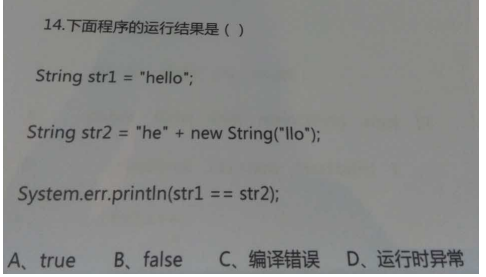 14.下面程序的运行结果是 ( )
String str1 = "hello";
String str2 = "he" + new String("llo");
System.err.println(str1 == str2);
A、true B、false C、编译错误 D、运行时异常